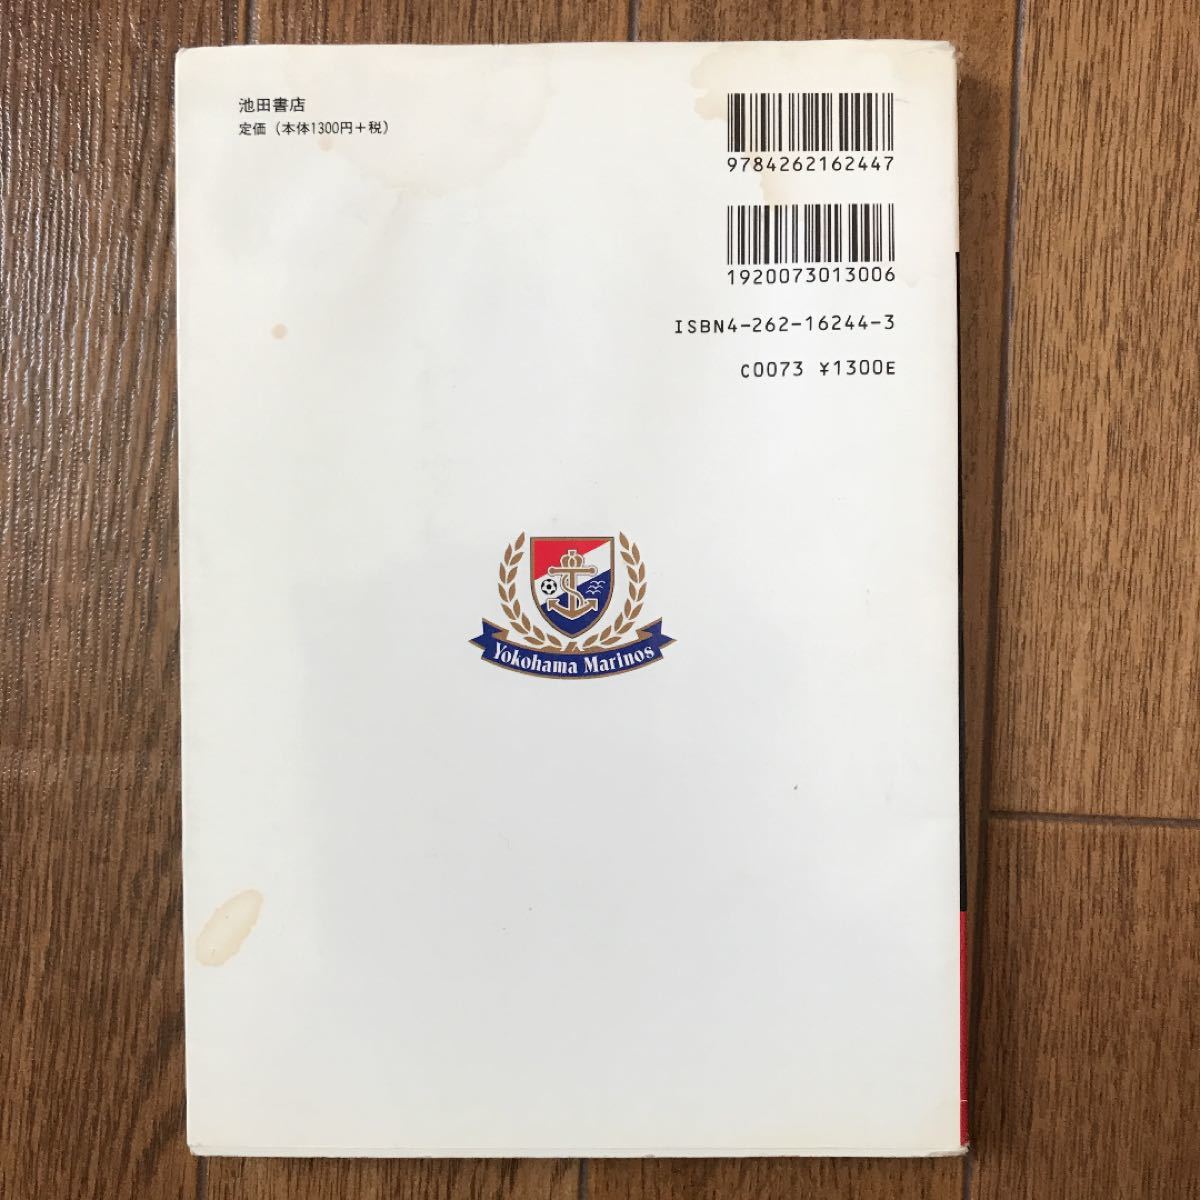 池田書店
定価（本体1300円＋税）
9784262162447
1920073013006
ISBN4-262-16244-3
C0073 ¥1300E
Yokohama Marinos